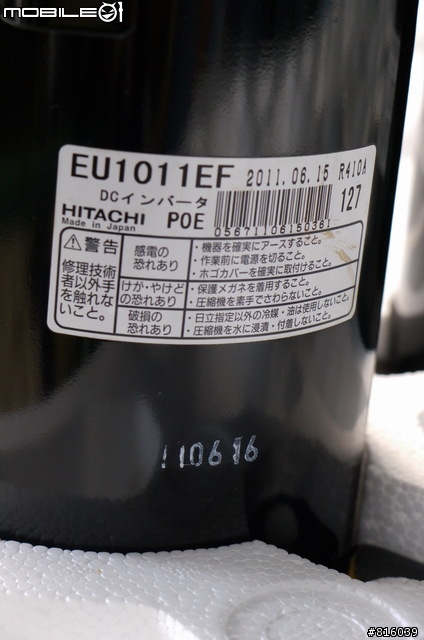 MOBILE01
EU1011EF 2011.06.15 R410A
DCインバータ
127
HITACHI POE
Made in Japan
05671106150361
⚠警告
修理技術者以外手を触れないこと。
感電の恐れあり
・機器を確実にアースすること。
・作業前に電源を切ること。
・ホゴカバーを確実に取付けること。
けが・やけどの恐れあり
・保護メガネを着用すること。
・圧縮機を素手でさわらないこと。
破損の恐れあり
・日立指定以外の冷媒・油は使用しないこと。
・圧縮機を水に浸漬・付着しないこと。
110616
#816039